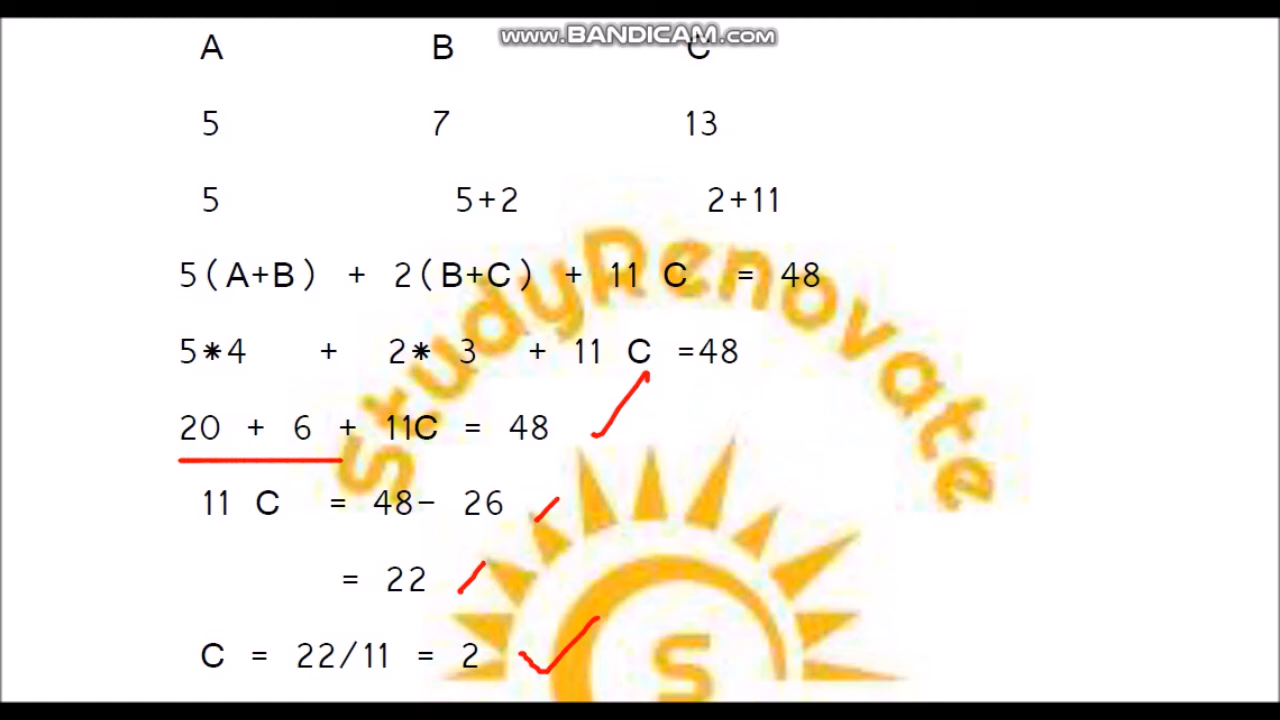 www.BANDICAM.com
A B C
5 7 13
5 5+2 2+11
5(A+B) + 2(B+C) + 11 C = 48
5*4 + 2* 3 + 11 C =48
20 + 6 + 11C = 48
11 C = 48- 26
= 22
C = 22/11 = 2
StudyRenovate
S